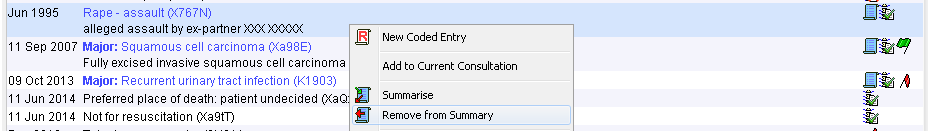 Jun 1995 Rape - assault (X767N)
alleged assault by ex-partner XXX XXXXX
New Coded Entry
11 Sep 2007 Major: Squamous cell carcinoma (Xa98E)
Fully excised invasive squamous cell carcinoma
Add to Current Consultation
09 Oct 2013 Major: Recurrent urinary tract infection (K1903)
Summarise
11 Jun 2014 Preferred place of death: patient undecided
11 Jun 2014 Not for resuscitation (Xa9tT)
Remove from Summary